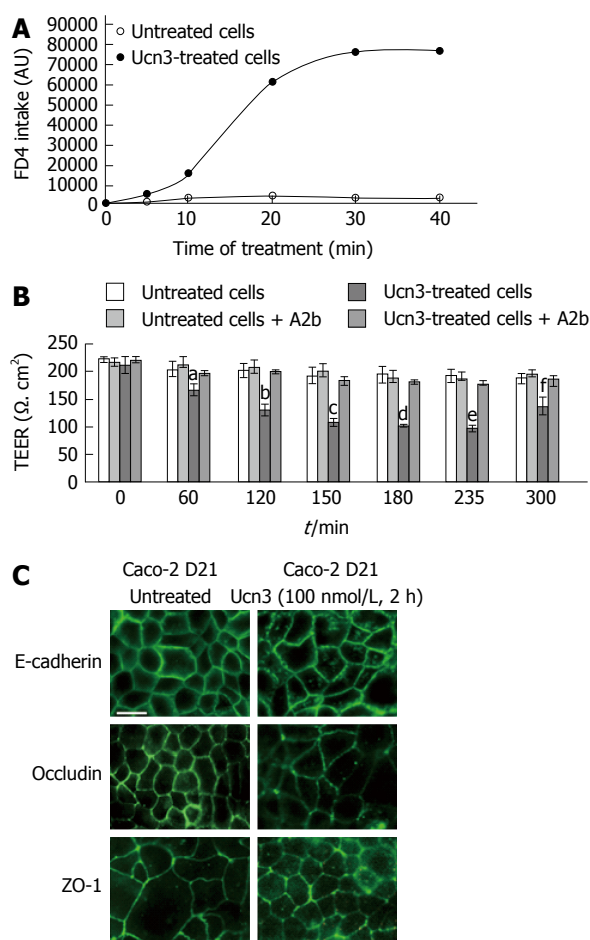 A
90000
80000
70000
60000
50000
40000
30000
20000
10000
0
FD4 intake (AU)
Untreated cells
Ucn3-treated cells
0 10 20 30 40
Time of treatment (min)
B
Untreated cells
Ucn3-treated cells
Untreated cells + A2b
Ucn3-treated cells + A2b
250
200
150
100
50
0
TEER (Ω. cm²)
a
b
c
d
e
f
0 60 120 150 180 235 300
t/min
C
Caco-2 D21
Untreated
Caco-2 D21
Ucn3 (100 nmol/L, 2 h)
E-cadherin
Occludin
ZO-1